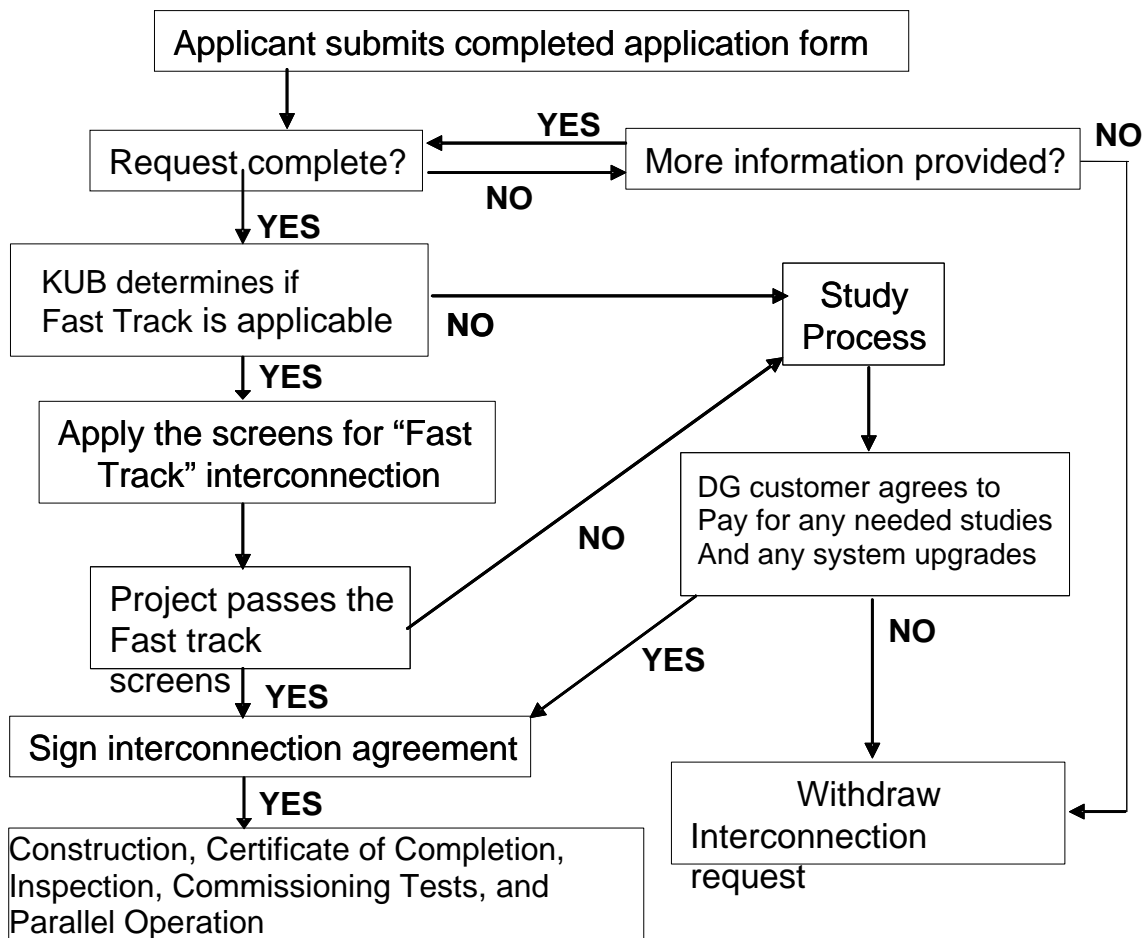 Applicant submits completed application form
YES
NO
Request complete?
More information provided?
NO
YES
KUB determines if
Fast Track is applicable
NO
Study
Process
YES
Apply the screens for “Fast
Track” interconnection
DG customer agrees to
Pay for any needed studies
And any system upgrades
NO
Project passes the
Fast track
screens
NO
YES
YES
Sign interconnection agreement
YES
Withdraw
Interconnection
request
Construction, Certificate of Completion,
Inspection, Commissioning Tests, and
Parallel Operation